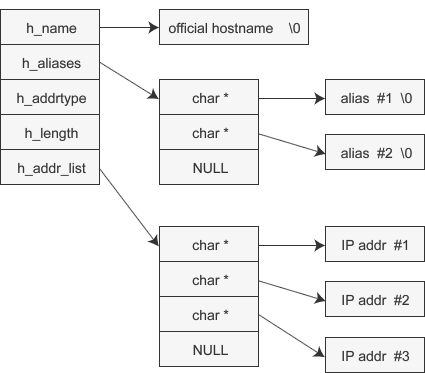 h_name
official hostname \0
h_aliases
h_addrtype
h_length
h_addr_list
char *
char *
NULL
alias #1 \0
alias #2 \0
char *
char *
char *
NULL
IP addr #1
IP addr #2
IP addr #3